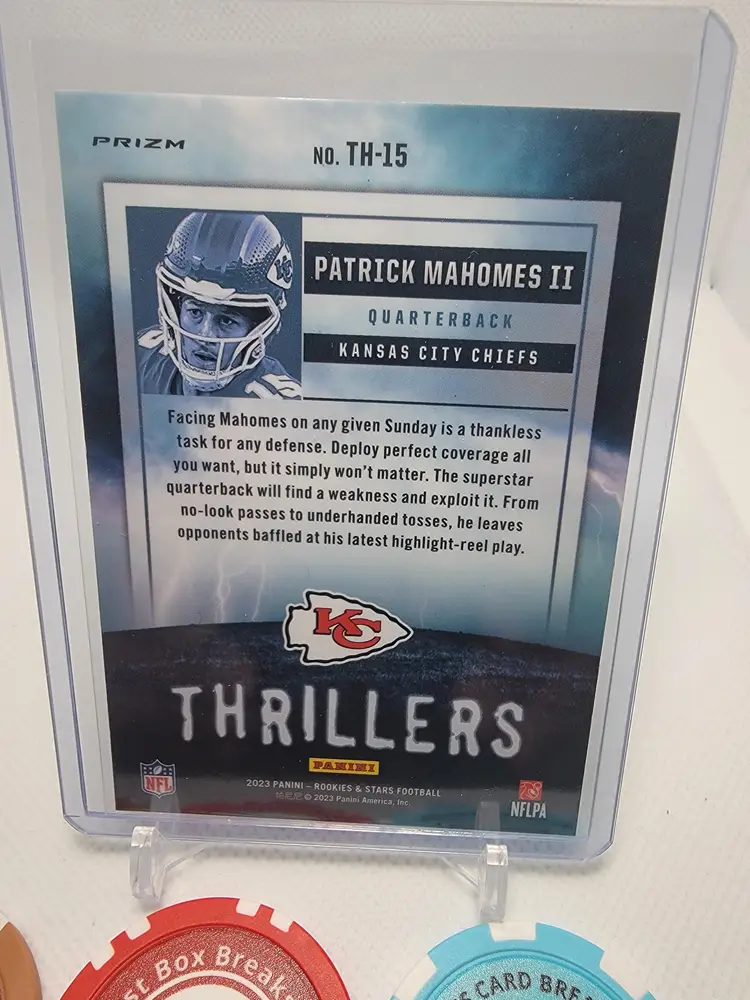 PRIZM
NO. TH-15
PATRICK MAHOMES II
QUARTERBACK
KANSAS CITY CHIEFS
Facing Mahomes on any given Sunday is a thankless
task for any defense. Deploy perfect coverage all
you want, but it simply won't matter. The superstar
quarterback will find a weakness and exploit it. From
no-look passes to underhanded tosses, he leaves
opponents baffled at his latest highlight-reel play.
KC
THRILLERS
PANINI
NFL
2023 PANINI – ROOKIES & STARS FOOTBALL
© 2023 Panini America, Inc.
NFLPA
st Box Break
CARD BRE